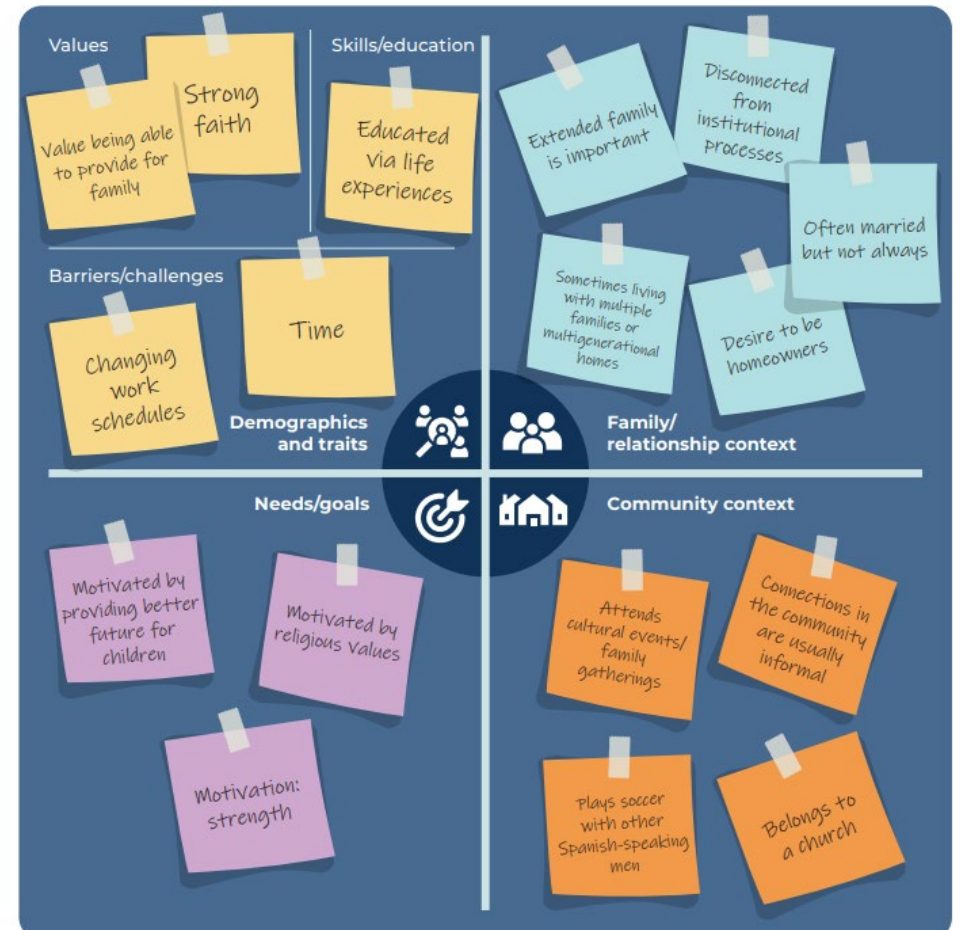 Values
Strong
faith
Value being able
to provide for
family
Skills/education
Educated
via life
experiences
Barriers/challenges
Changing
work
schedules
Time
Demographics
and traits
Extended family
is important
Disconnected
from
institutional
processes
Often married
but not always
Sometimes living
with multiple
families or
multigenerational
homes
Desire to be
homeowners
Family/
relationship context
Needs/goals
Motivated by
providing better
future for
children
Motivated by
religious values
Motivation:
strength
Community context
Attends
cultural events/
family
gatherings
Connections in
the community
are usually
informal
Plays soccer
with other
Spanish-speaking
men
Belongs to
a church